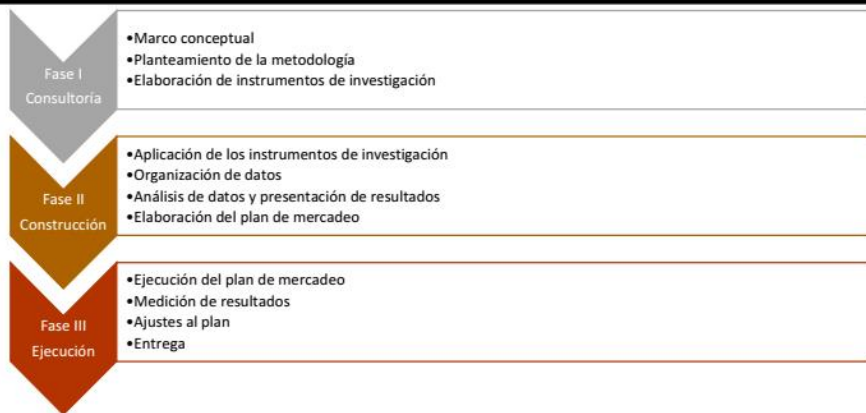 Fase I
Consultoría
•Marco conceptual
•Planteamiento de la metodología
•Elaboración de instrumentos de investigación
Fase II
Construcción
•Aplicación de los instrumentos de investigación
•Organización de datos
•Análisis de datos y presentación de resultados
•Elaboración del plan de mercadeo
Fase III
Ejecución
•Ejecución del plan de mercadeo
•Medición de resultados
•Ajustes al plan
•Entrega